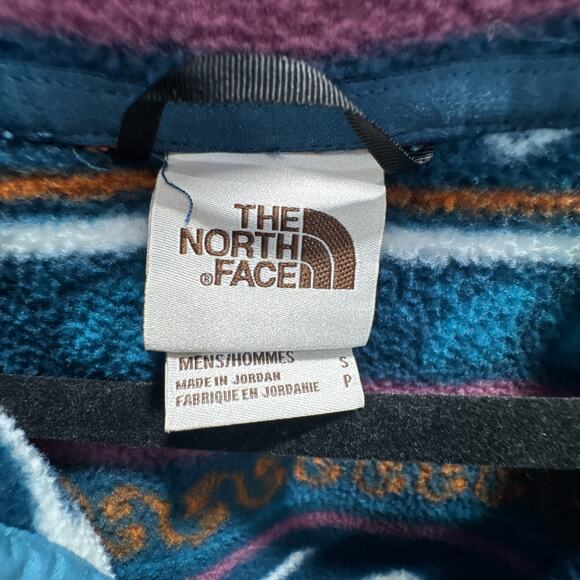 THE
NORTH
®FACE
MENS/HOMMES S
MADE IN JORDAN
FABRIQUE EN JORDANIE P